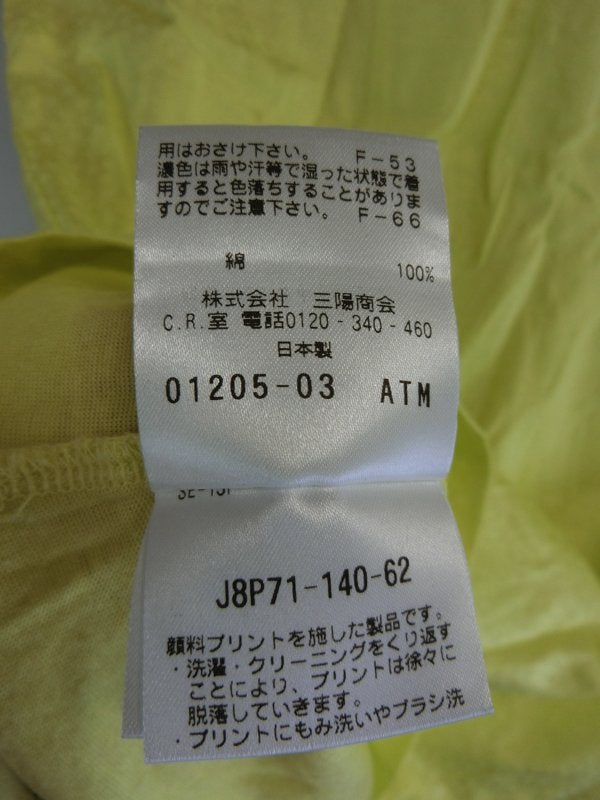 用はおさけ下さい。 F-53
濃色は雨や汗等で湿った状態で着
用すると色落ちすることがありま
すのでご注意下さい。 F-66
綿 100%
株式会社 三陽商会
C.R.室 電話0120-340-460
日本製
01205-03 ATM
J8P71-140-62
顔料プリントを施した製品です。
・洗濯・クリーニングをくり返す
ことにより、プリントは徐々に
脱落していきます。
・プリントにもみ洗いやブラシ洗